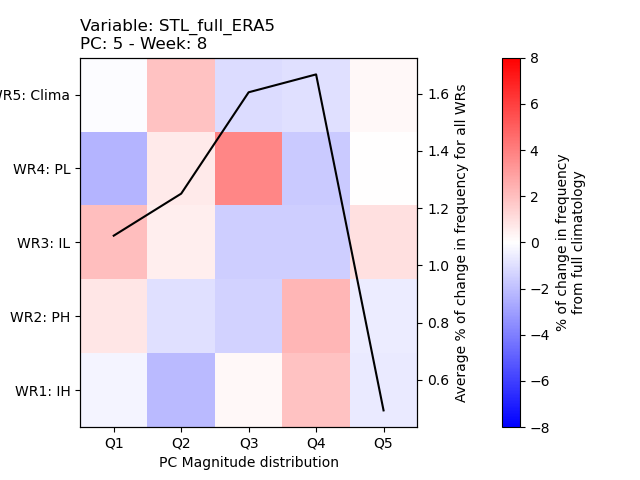 Variable: STL_full_ERA5
PC: 5 - Week: 8
WR5: Clima
WR4: PL
WR3: IL
WR2: PH
WR1: IH
Q1 Q2 Q3 Q4 Q5
PC Magnitude distribution
1.6
1.4
1.2
1.0
0.8
0.6
Average % of change in frequency for all WRs
8
6
4
2
0
−2
−4
−6
−8
% of change in frequency
from full climatology